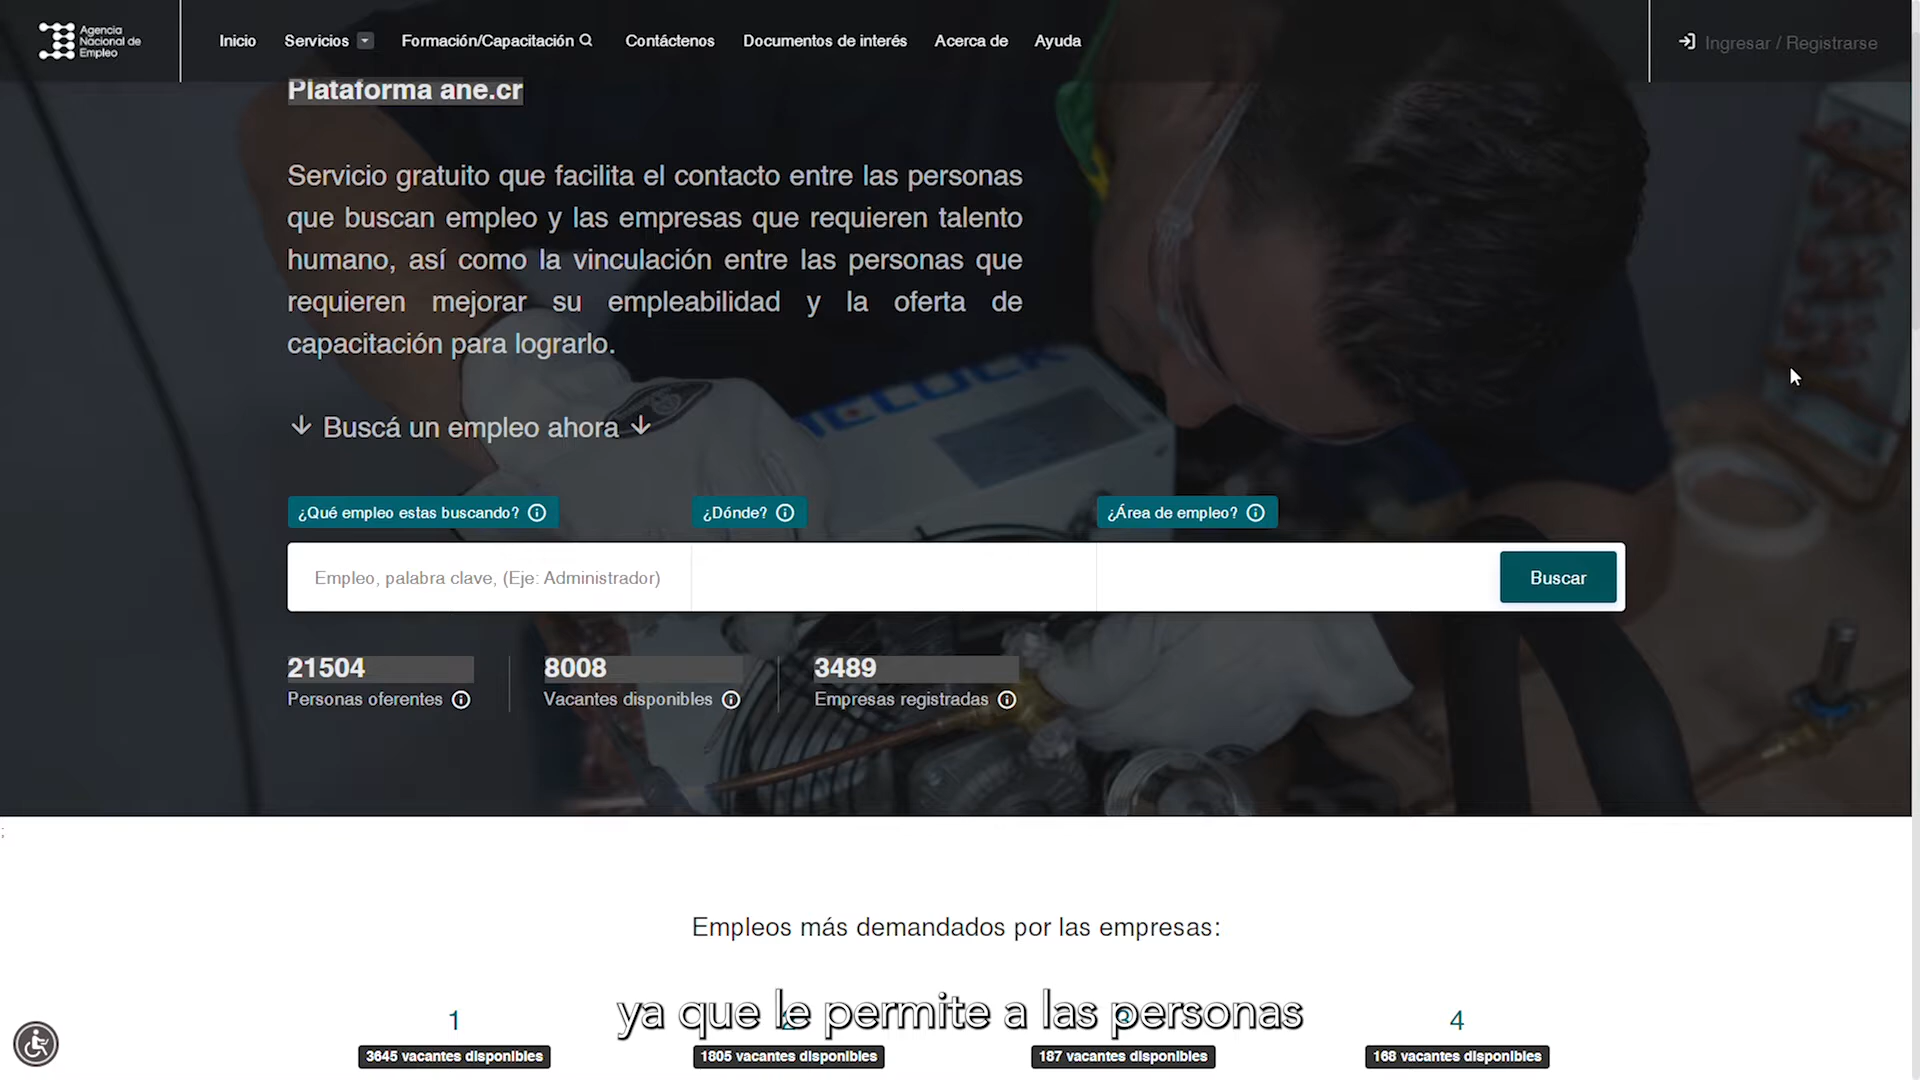 Agencia
Nacional de
Empleo
Inicio
Servicios
Formación/Capacitación
Contáctenos
Documentos de interés
Acerca de
Ayuda
Ingresar / Registrarse
Plataforma ane.cr
Servicio gratuito que facilita el contacto entre las personas
que buscan empleo y las empresas que requieren talento
humano, así como la vinculación entre las personas que
requieren mejorar su empleabilidad y la oferta de
capacitación para lograrlo.
Buscá un empleo ahora
¿Qué empleo estas buscando?
¿Dónde?
¿Área de empleo?
Empleo, palabra clave, (Eje: Administrador)
Buscar
21504
Personas oferentes
8008
Vacantes disponibles
3489
Empresas registradas
;
Empleos más demandados por las empresas:
ya que le permite a las personas
1
3645 vacantes disponibles
1805 vacantes disponibles
187 vacantes disponibles
4
168 vacantes disponibles